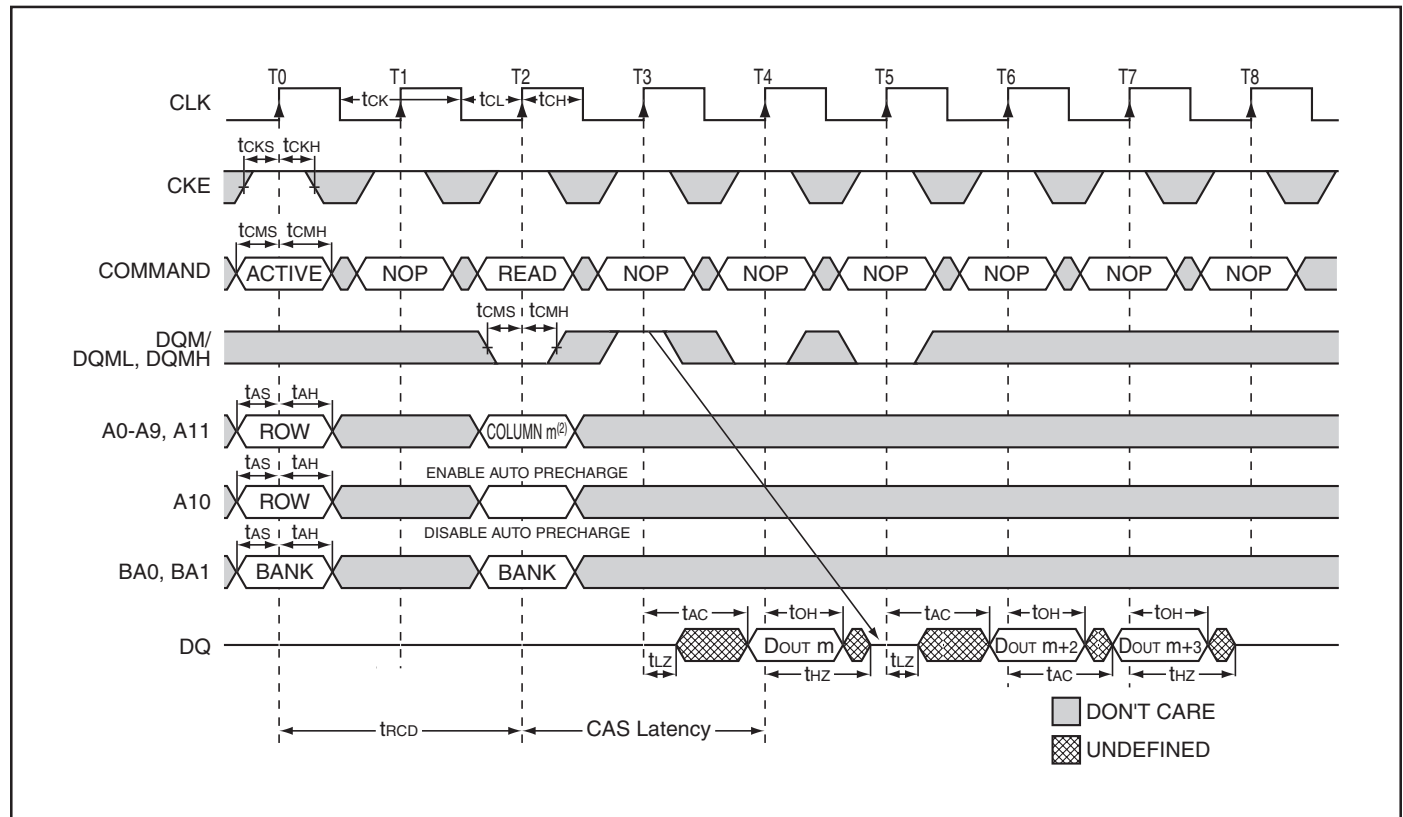 T0 T1 T2 T3 T4 T5 T6 T7 T8
CLK tCK tCL tCH
tCKS tCKH
CKE
tCMS tCMH
COMMAND ACTIVE NOP READ NOP NOP NOP NOP NOP NOP
tCMS tCMH
DQM/
DQML, DQMH
tAS tAH
A0-A9, A11 ROW COLUMN m(2)
tAS tAH ENABLE AUTO PRECHARGE
A10 ROW
tAS tAH DISABLE AUTO PRECHARGE
BA0, BA1 BANK BANK
tAC tOH tAC tOH tOH
DQ DOUT m DOUT m+2 DOUT m+3
tLZ tHZ tLZ tAC tHZ
DON'T CARE
tRCD CAS Latency
UNDEFINED